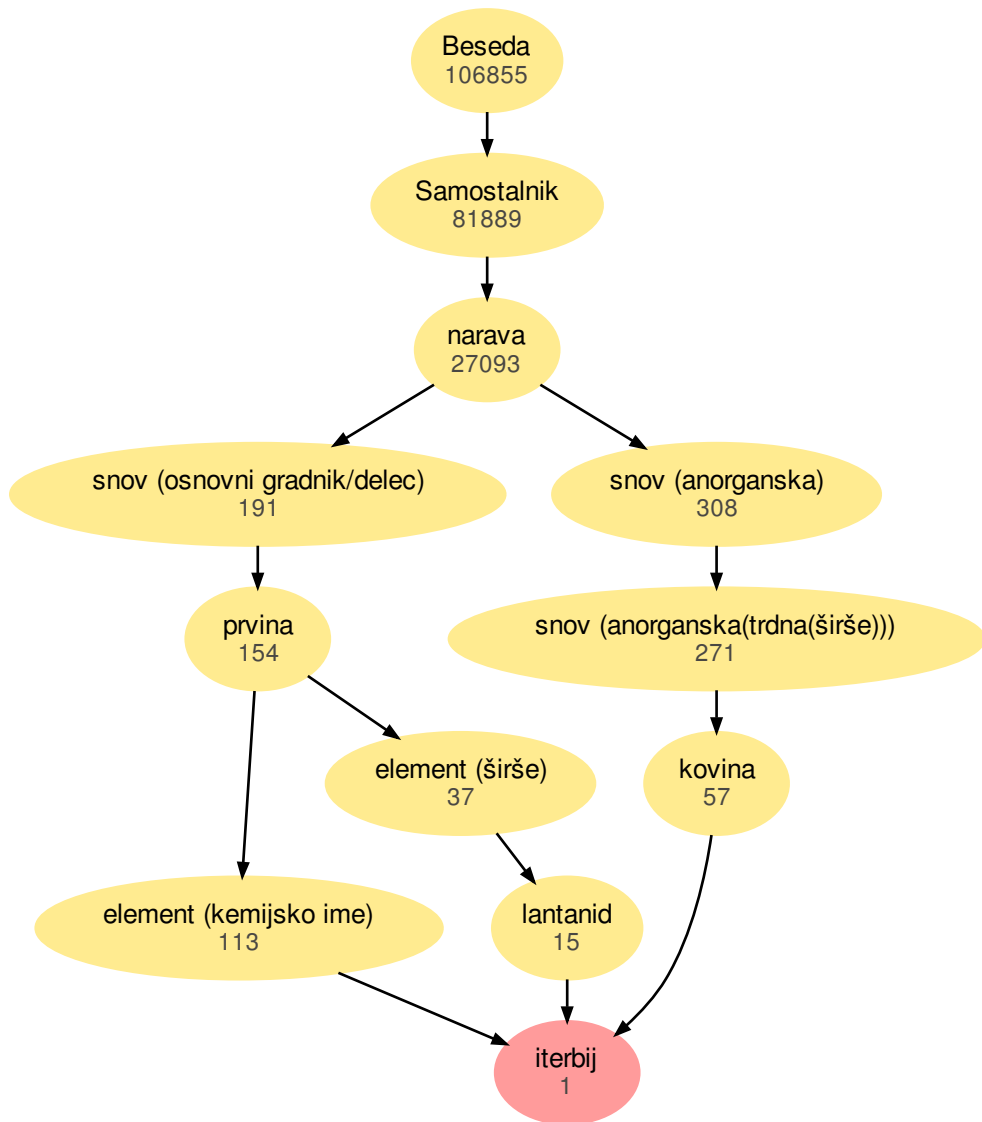 Beseda
106855
Samostalnik
81889
narava
27093
snov (osnovni gradnik/delec)
191
snov (anorganska)
308
prvina
154
snov (anorganska(trdna(širše)))
271
element (širše)
37
kovina
57
element (kemijsko ime)
113
lantanid
15
iterbij
1